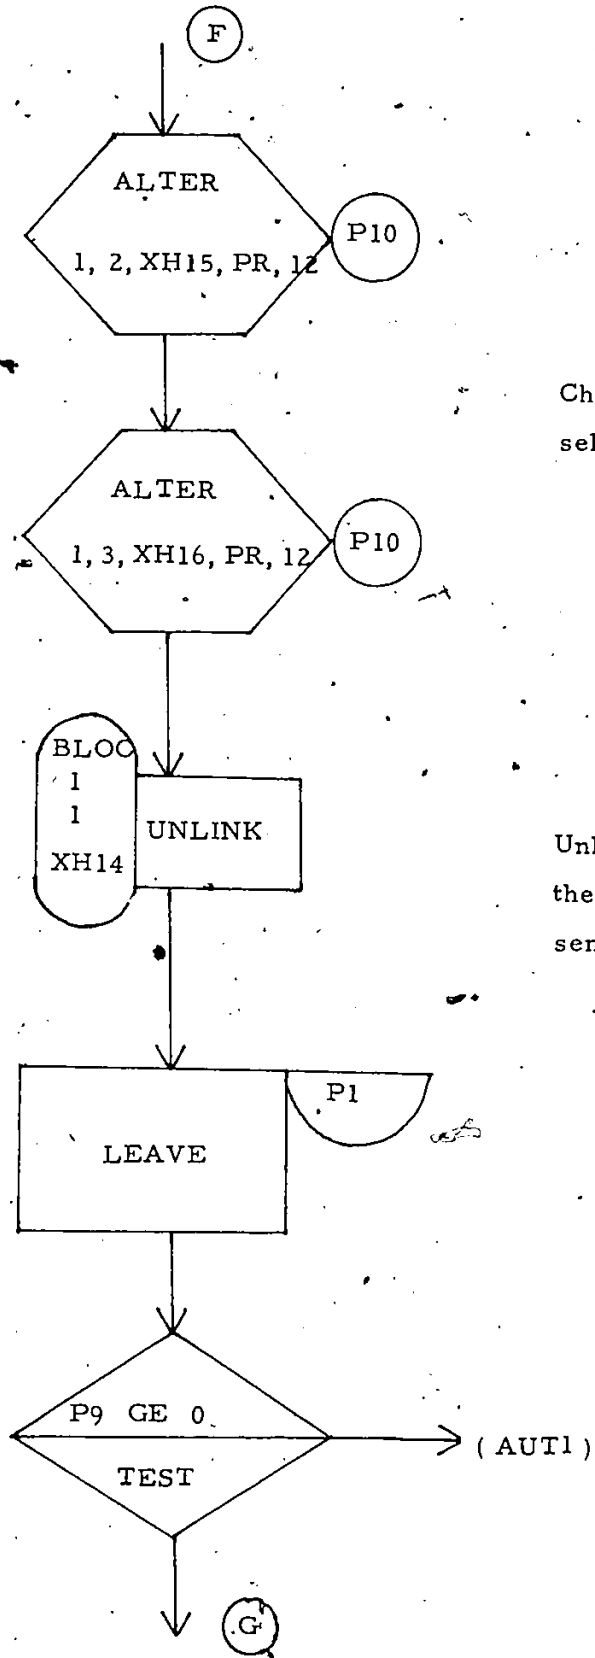 F
ALTER
1, 2, XH15, PR, 12
P10
Ch
sel
ALTER
1, 3, XH16, PR, 12
P10
BLOC
1
1
XH14
UNLINK
Unl
the
sen
LEAVE
P1
P9 GE 0
TEST
( AUT1 )
G